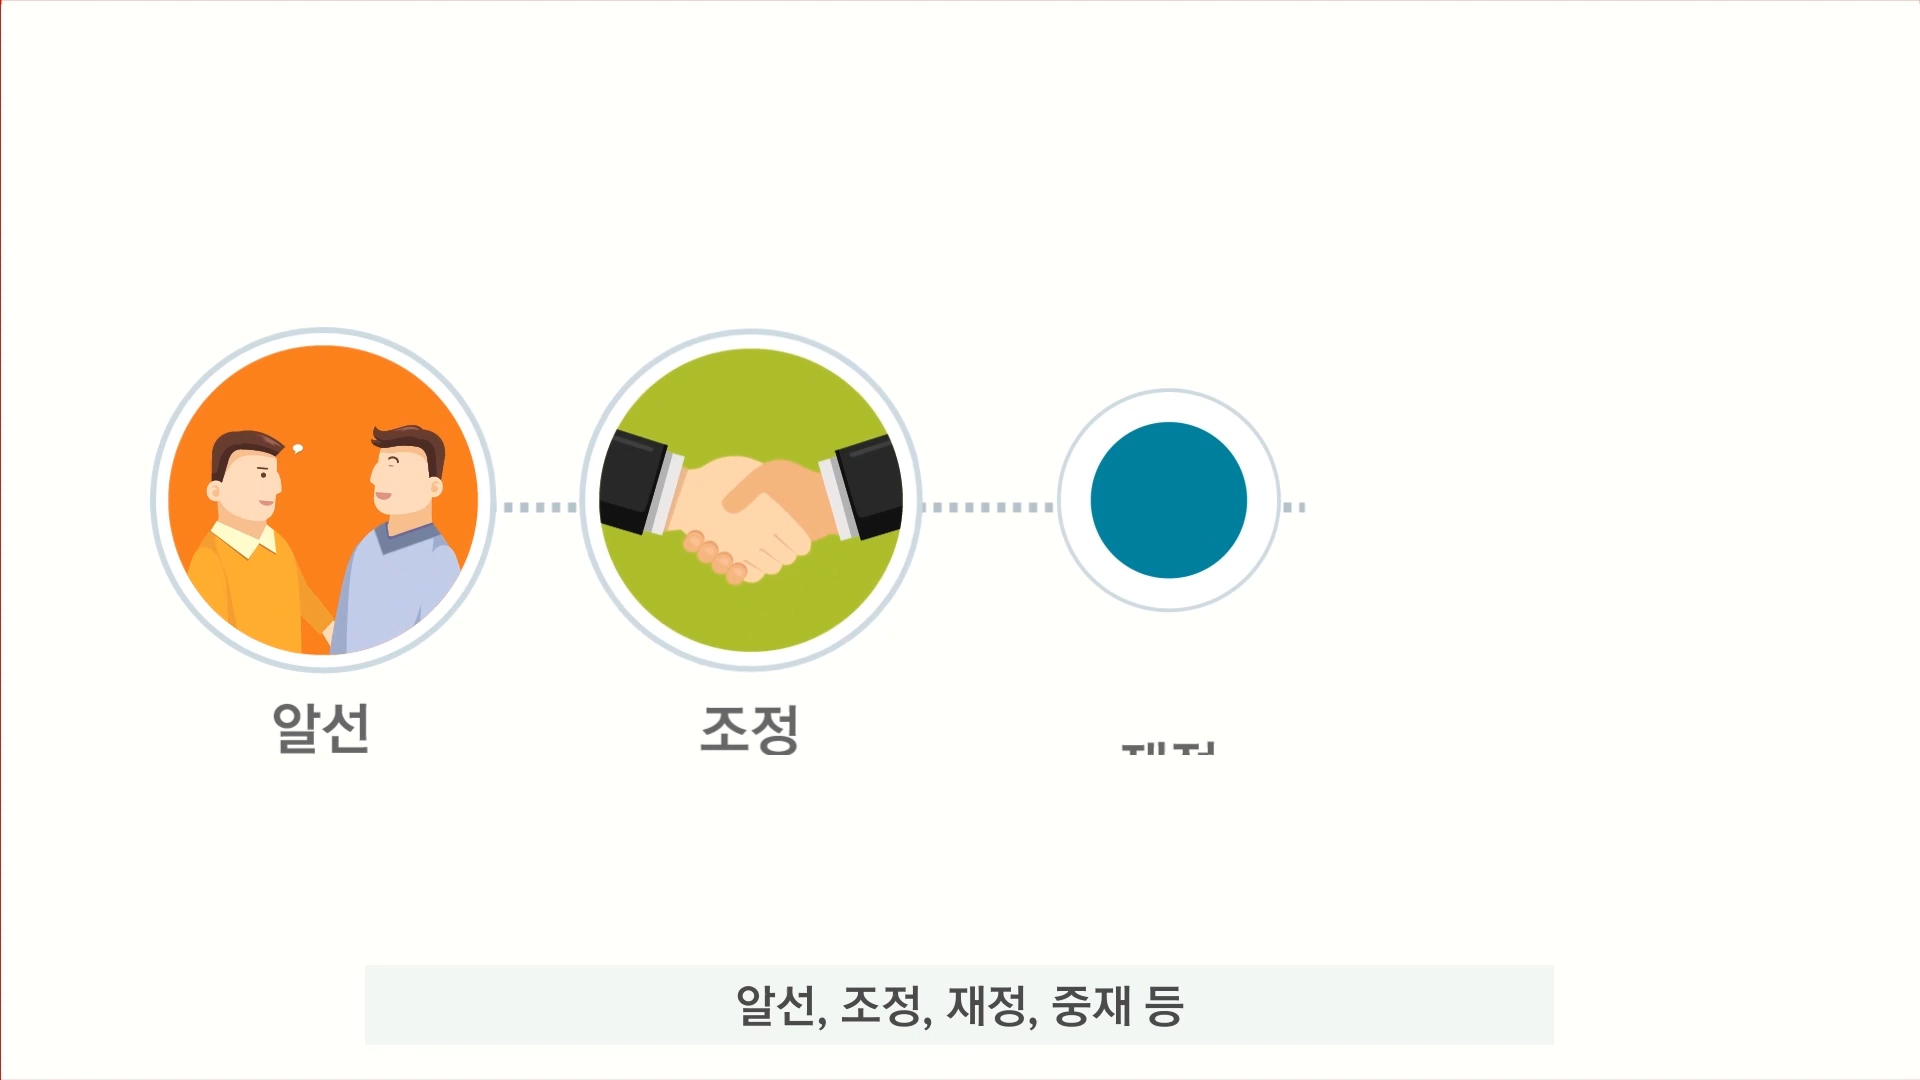 알선
조정
알선, 조정, 재정, 중재 등